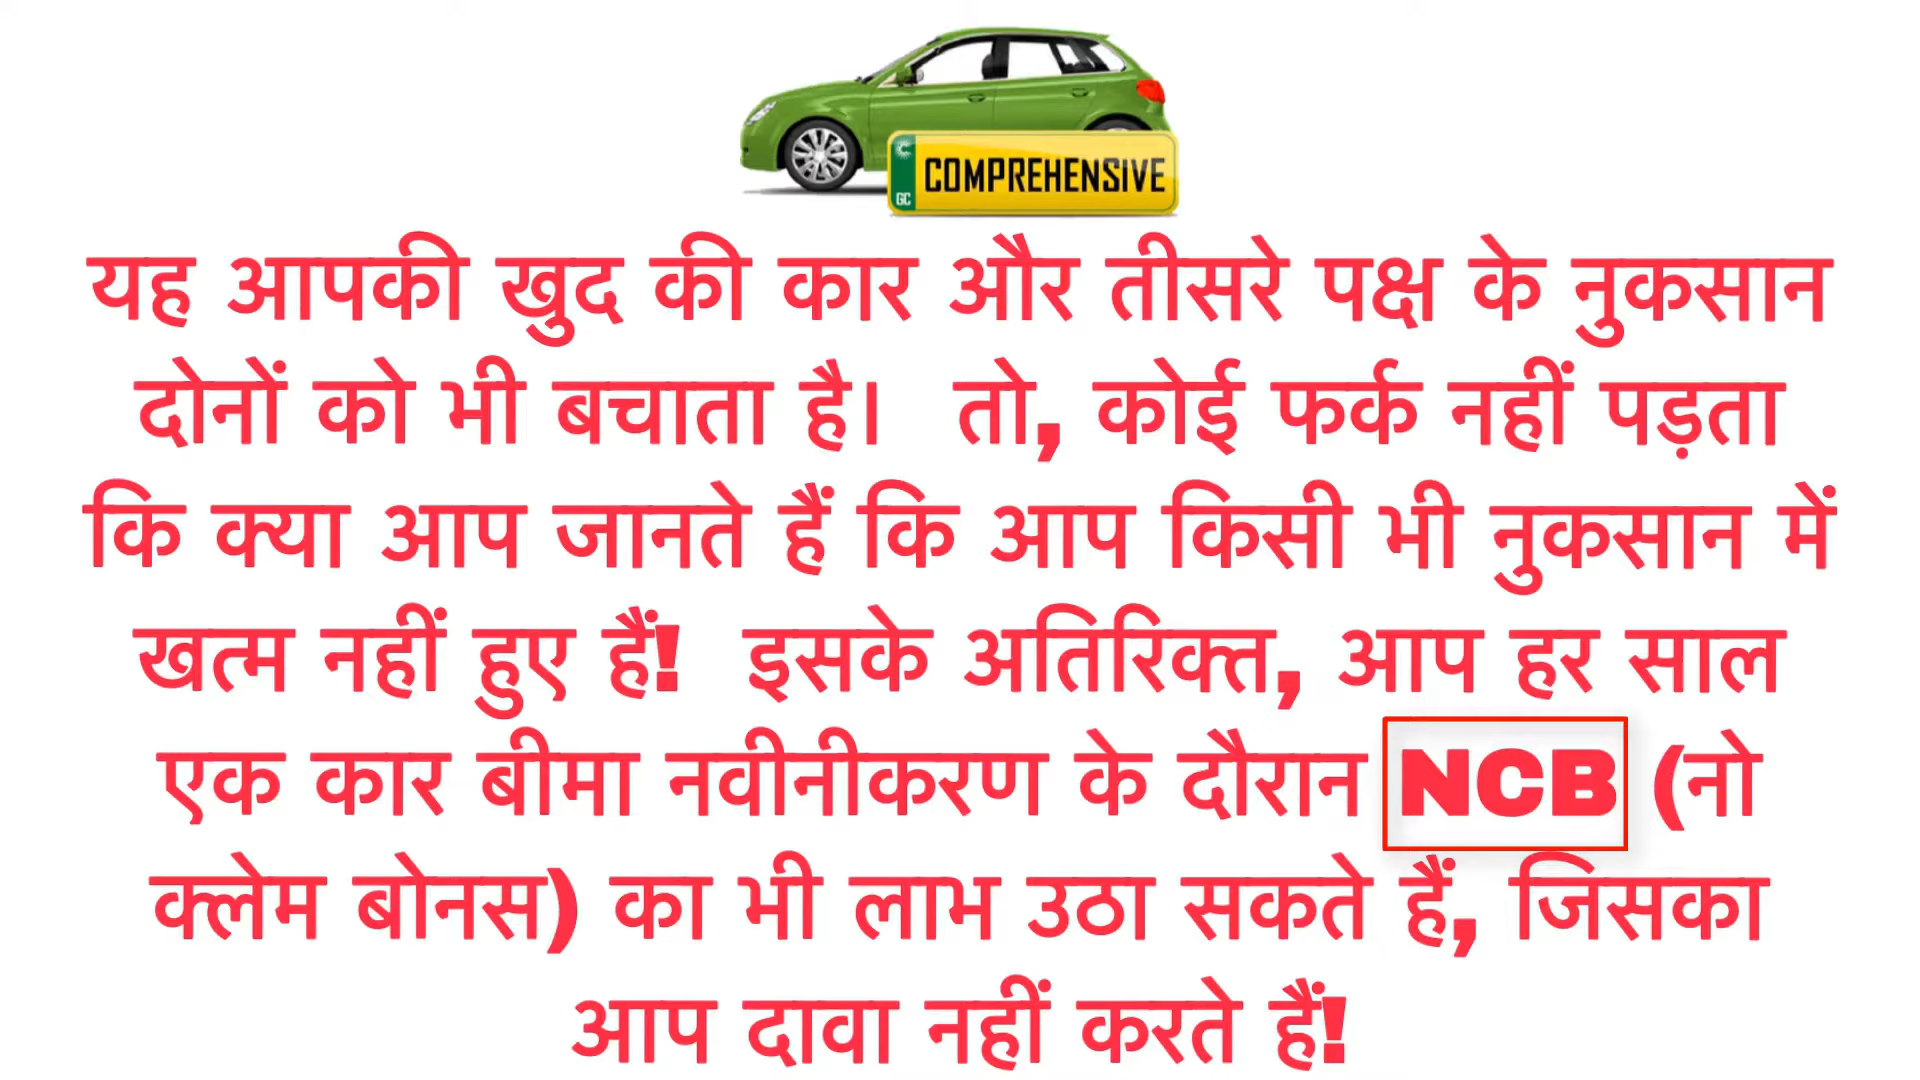 COMPREHENSIVE
GC
यह आपकी खुद की कार और तीसरे पक्ष के नुकसान
दोनों को भी बचाता है।  तो, कोई फर्क नहीं पड़ता
कि क्या आप जानते हैं कि आप किसी भी नुकसान में
खत्म नहीं हुए हैं!  इसके अतिरिक्त, आप हर साल
एक कार बीमा नवीनीकरण के दौरान NCB (नो
क्लेम बोनस) का भी लाभ उठा सकते हैं, जिसका
आप दावा नहीं करते हैं!